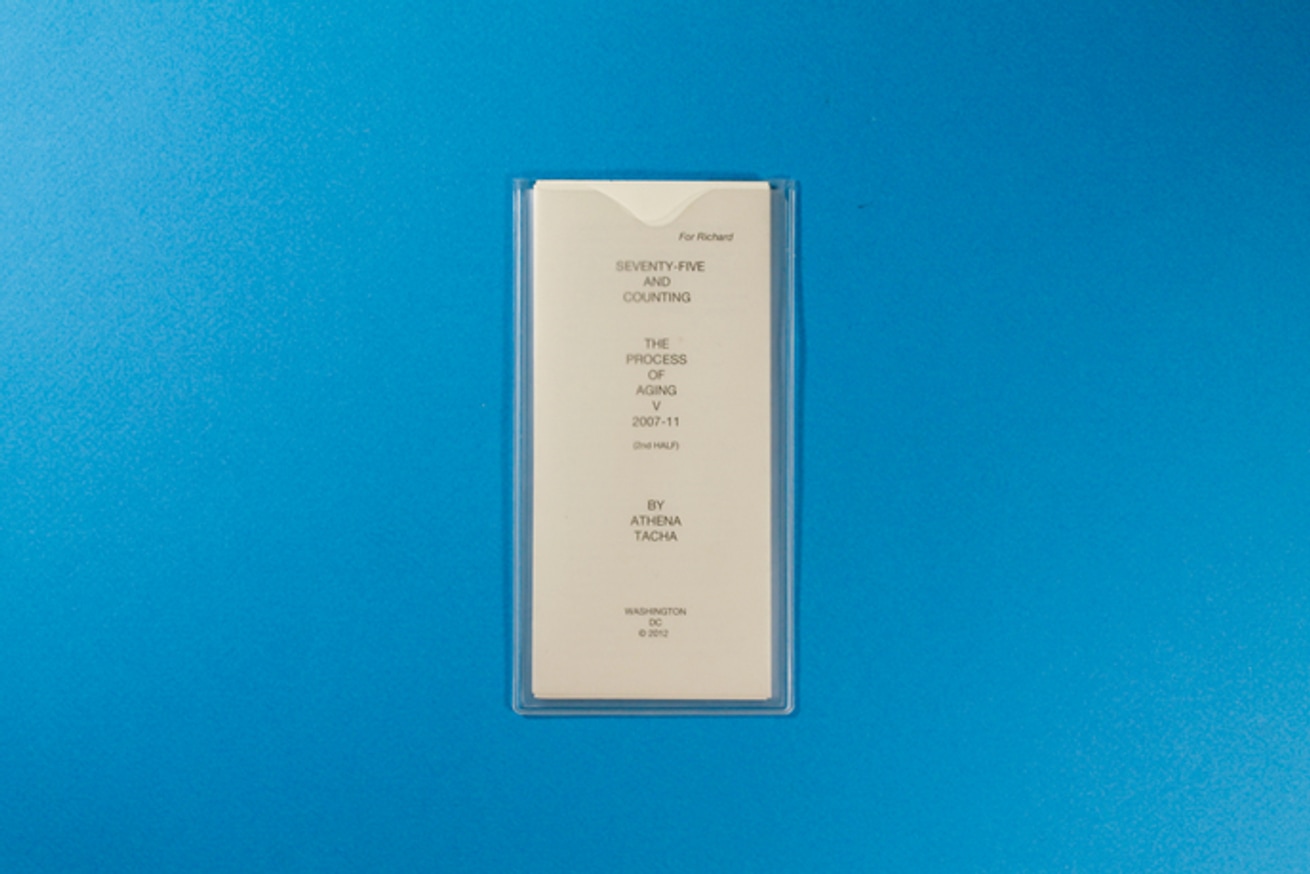 For Richard
SEVENTY-FIVE
AND
COUNTING
THE
PROCESS
OF
AGING
V
2007-11
(2nd HALF)
BY
ATHENA
TACHA
WASHINGTON
DC
© 2012